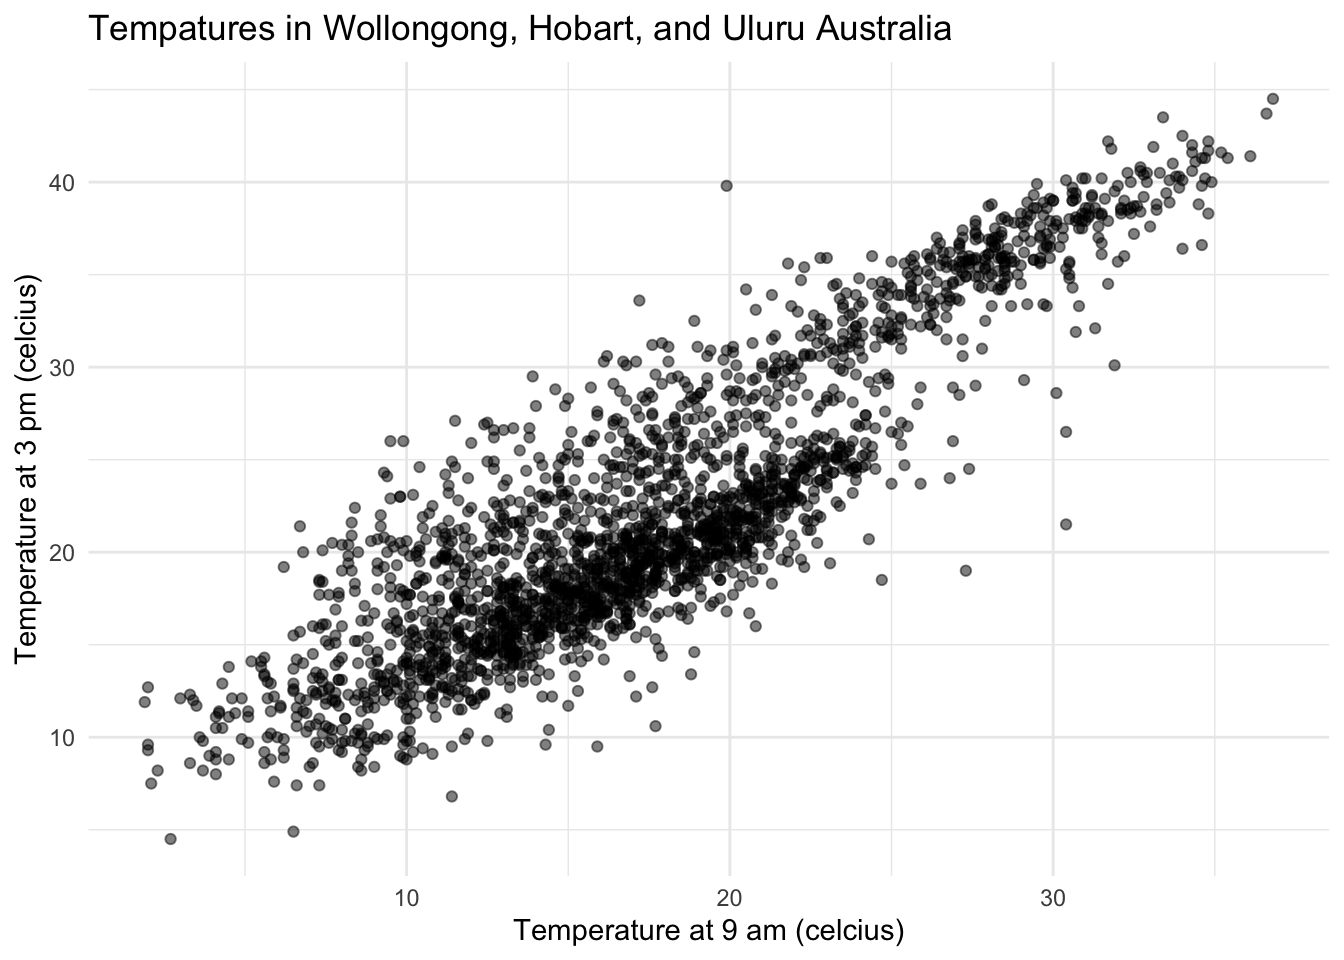 Tempatures in Wollongong, Hobart, and Uluru Australia
Temperature at 3 pm (celcius)
40
30
20
10
10
20
30
Temperature at 9 am (celcius)